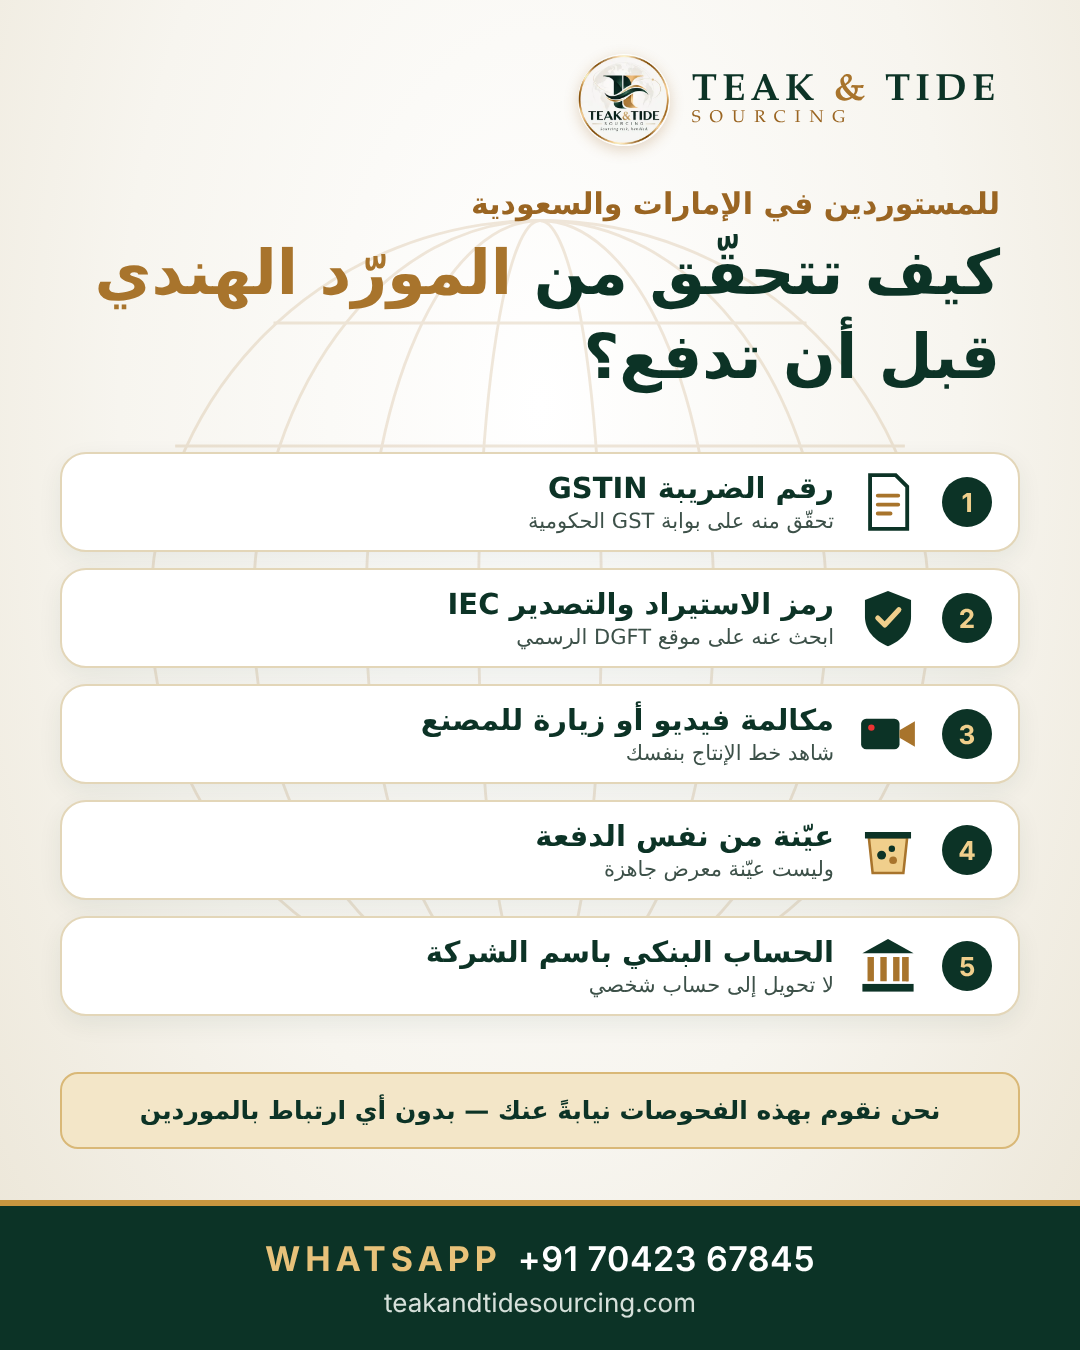 TEAK & TIDE
SOURCING
TEAK&TIDE
SOURCING
للمستوردين في الإمارات والسعودية
كيف تتحقّق من المورّد الهندي
قبل أن تدفع؟
1
رقم الضريبة GSTIN
تحقّق منه على بوابة GST الحكومية
2
رمز الاستيراد والتصدير IEC
ابحث عنه على موقع DGFT الرسمي
3
مكالمة فيديو أو زيارة للمصنع
شاهد خط الإنتاج بنفسك
4
عيّنة من نفس الدفعة
وليست عيّنة معرض جاهزة
5
الحساب البنكي باسم الشركة
لا تحويل إلى حساب شخصي
نحن نقوم بهذه الفحوصات نيابةً عنك — بدون أي ارتباط بالموردين
WHATSAPP +91 70423 67845
teakandtidesourcing.com